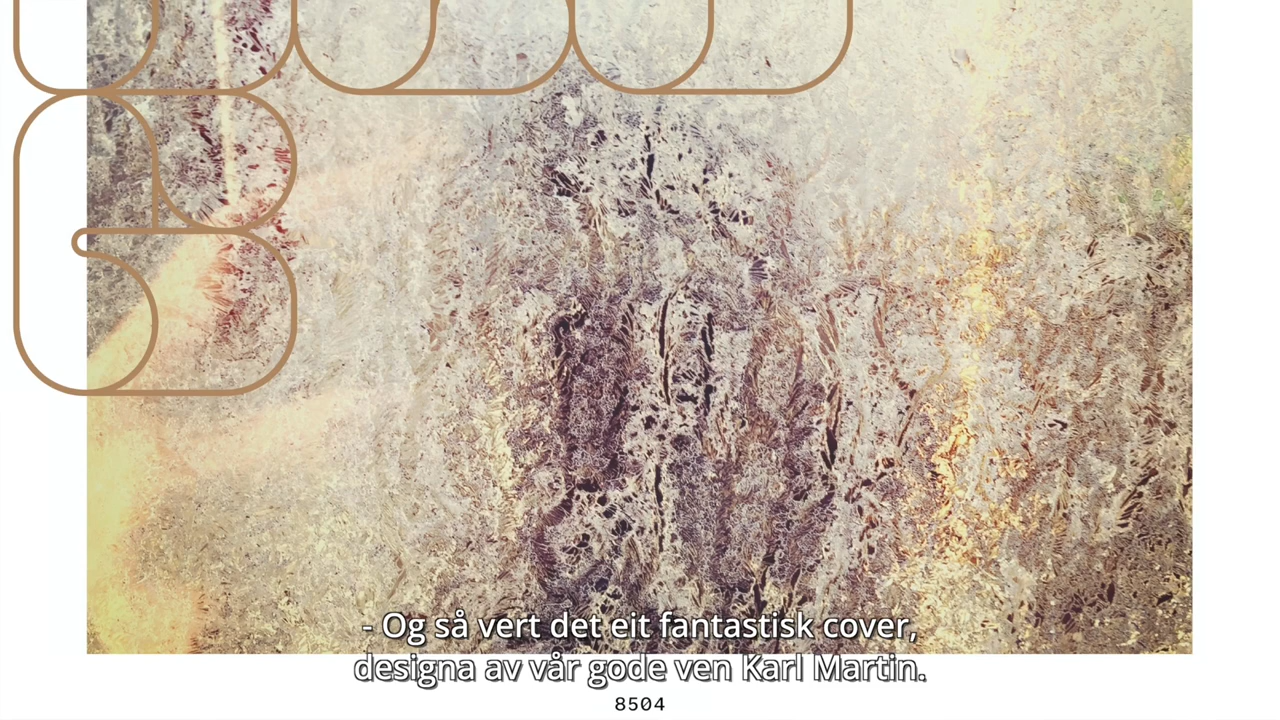 - Og så vert det eit fantastisk cover,
designa av vår gode ven Karl Martin.
8504